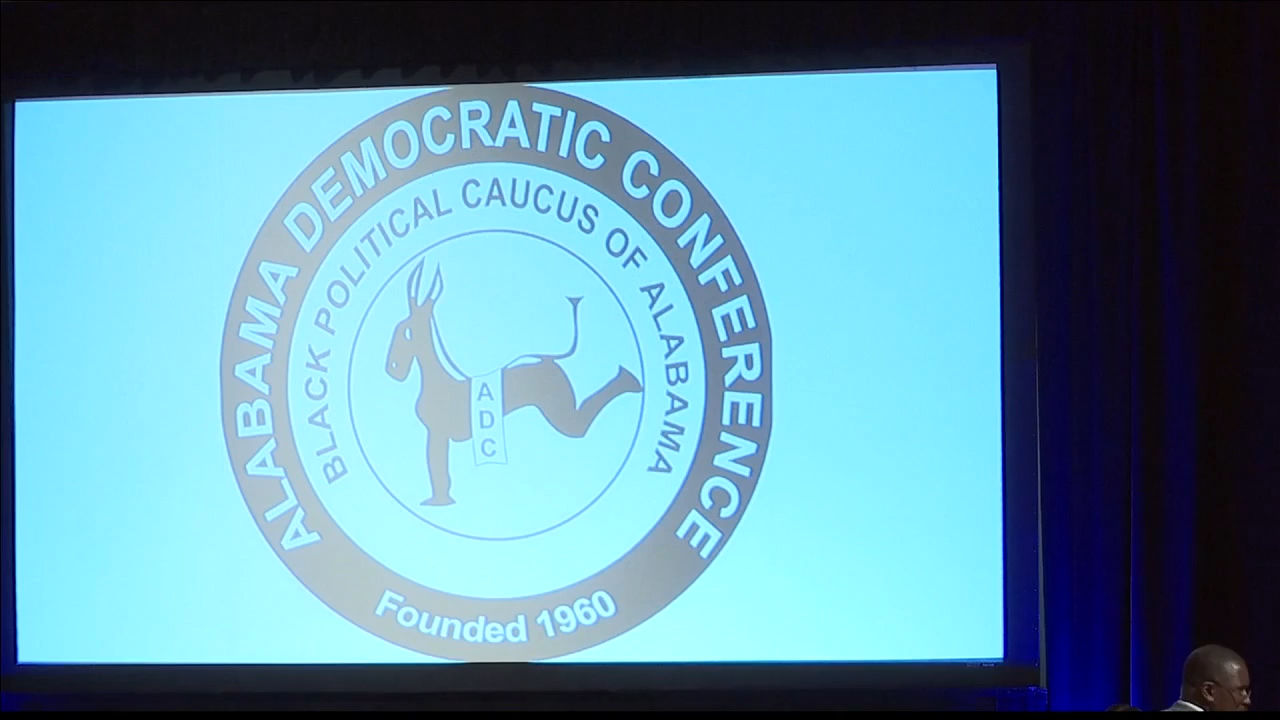 ALABAMA DEMOCRATIC CONFERENCE
BLACK POLITICAL CAUCUS OF ALABAMA
ADC
Founded 1960